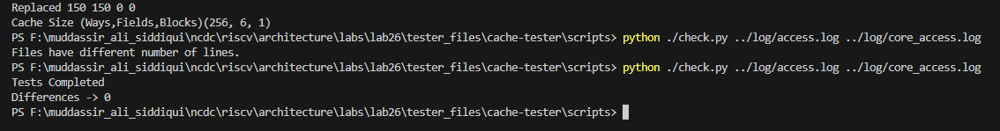 Replaced 150 150 0 0
Cache Size (Ways,Fields,Blocks)(256, 6, 1)
PS F:\muddassir_ali_siddiqui\ncdc\riscv\architecture\labs\lab26\tester_files\cache-tester\scripts> python ./check.py ../log/access.log ../log/core_access.log
Files have different number of lines.
PS F:\muddassir_ali_siddiqui\ncdc\riscv\architecture\labs\lab26\tester_files\cache-tester\scripts> python ./check.py ../log/access.log ../log/core_access.log
Tests Completed
Differences -> 0
PS F:\muddassir_ali_siddiqui\ncdc\riscv\architecture\labs\lab26\tester_files\cache-tester\scripts>